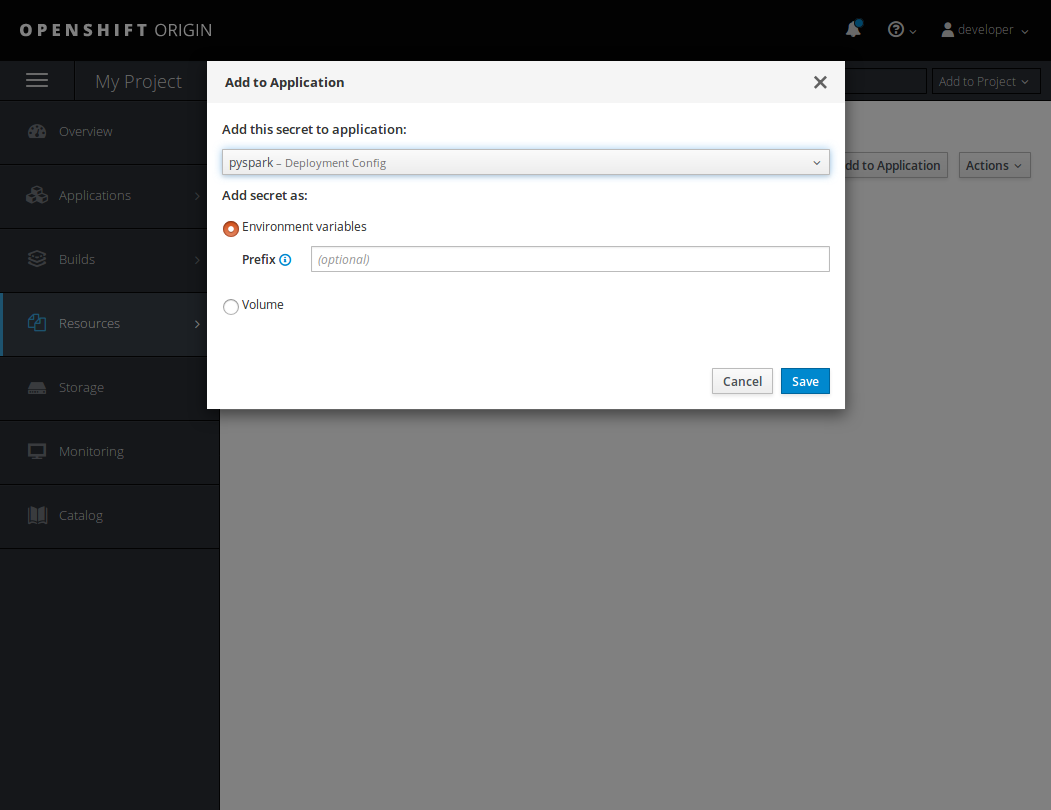 OPENSHIFT ORIGIN
developer
My Project
Add to Project
Add to Application
Overview
Add this secret to application:
pyspark – Deployment Config
dd to Application
Actions
Applications
Add secret as:
Environment variables
Builds
Prefix
(optional)
Volume
Resources
Storage
Cancel
Save
Monitoring
Catalog